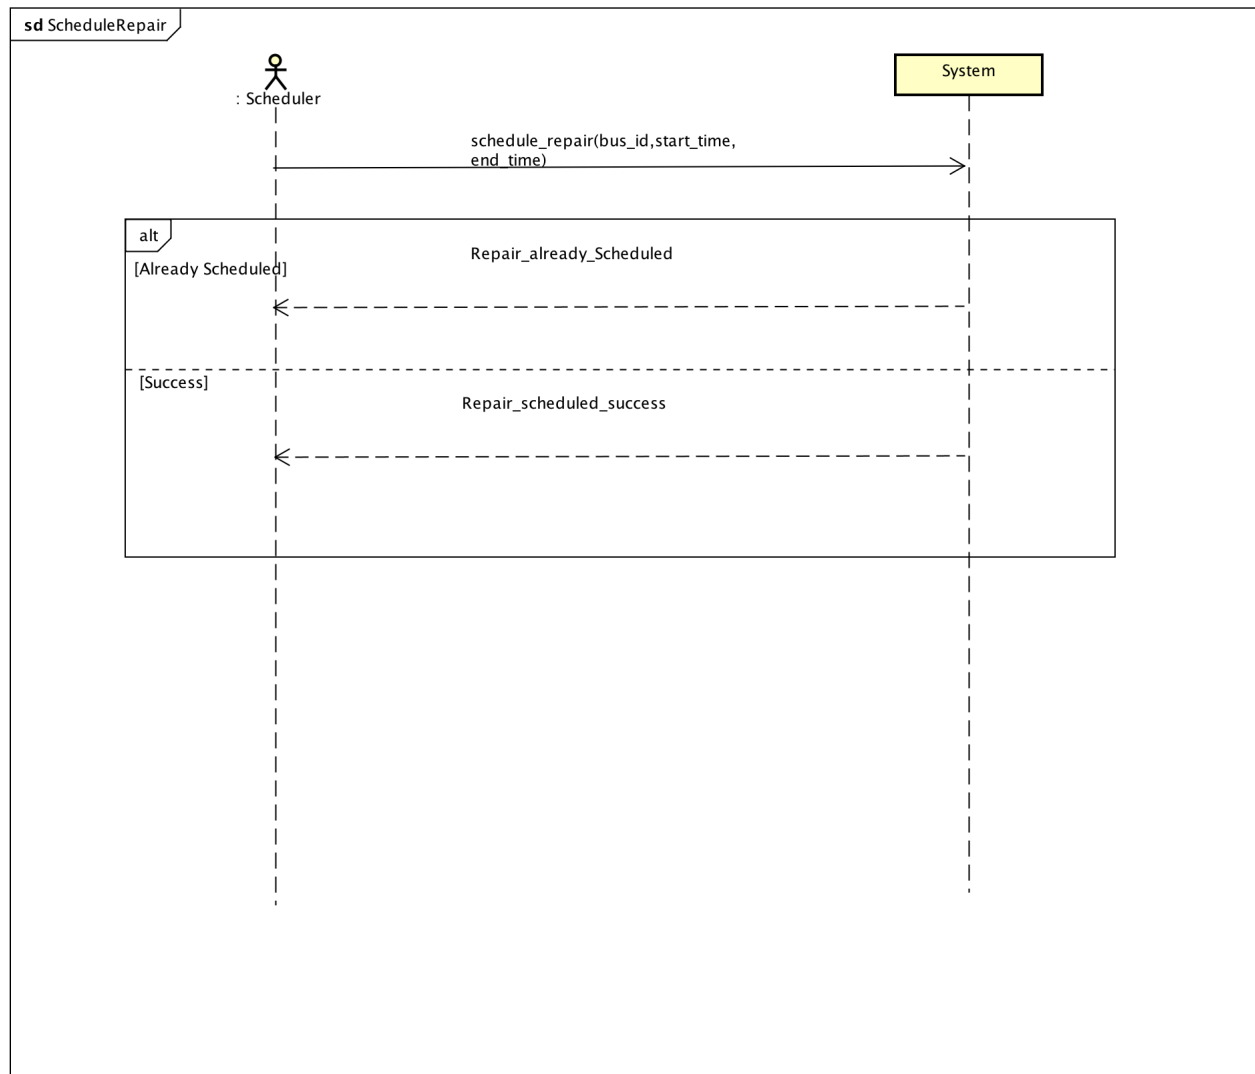 sd ScheduleRepair
: Scheduler
System
schedule_repair(bus_id,start_time,
end_time)
alt
Repair_already_Scheduled
[Already Scheduled]
[Success]
Repair_scheduled_success